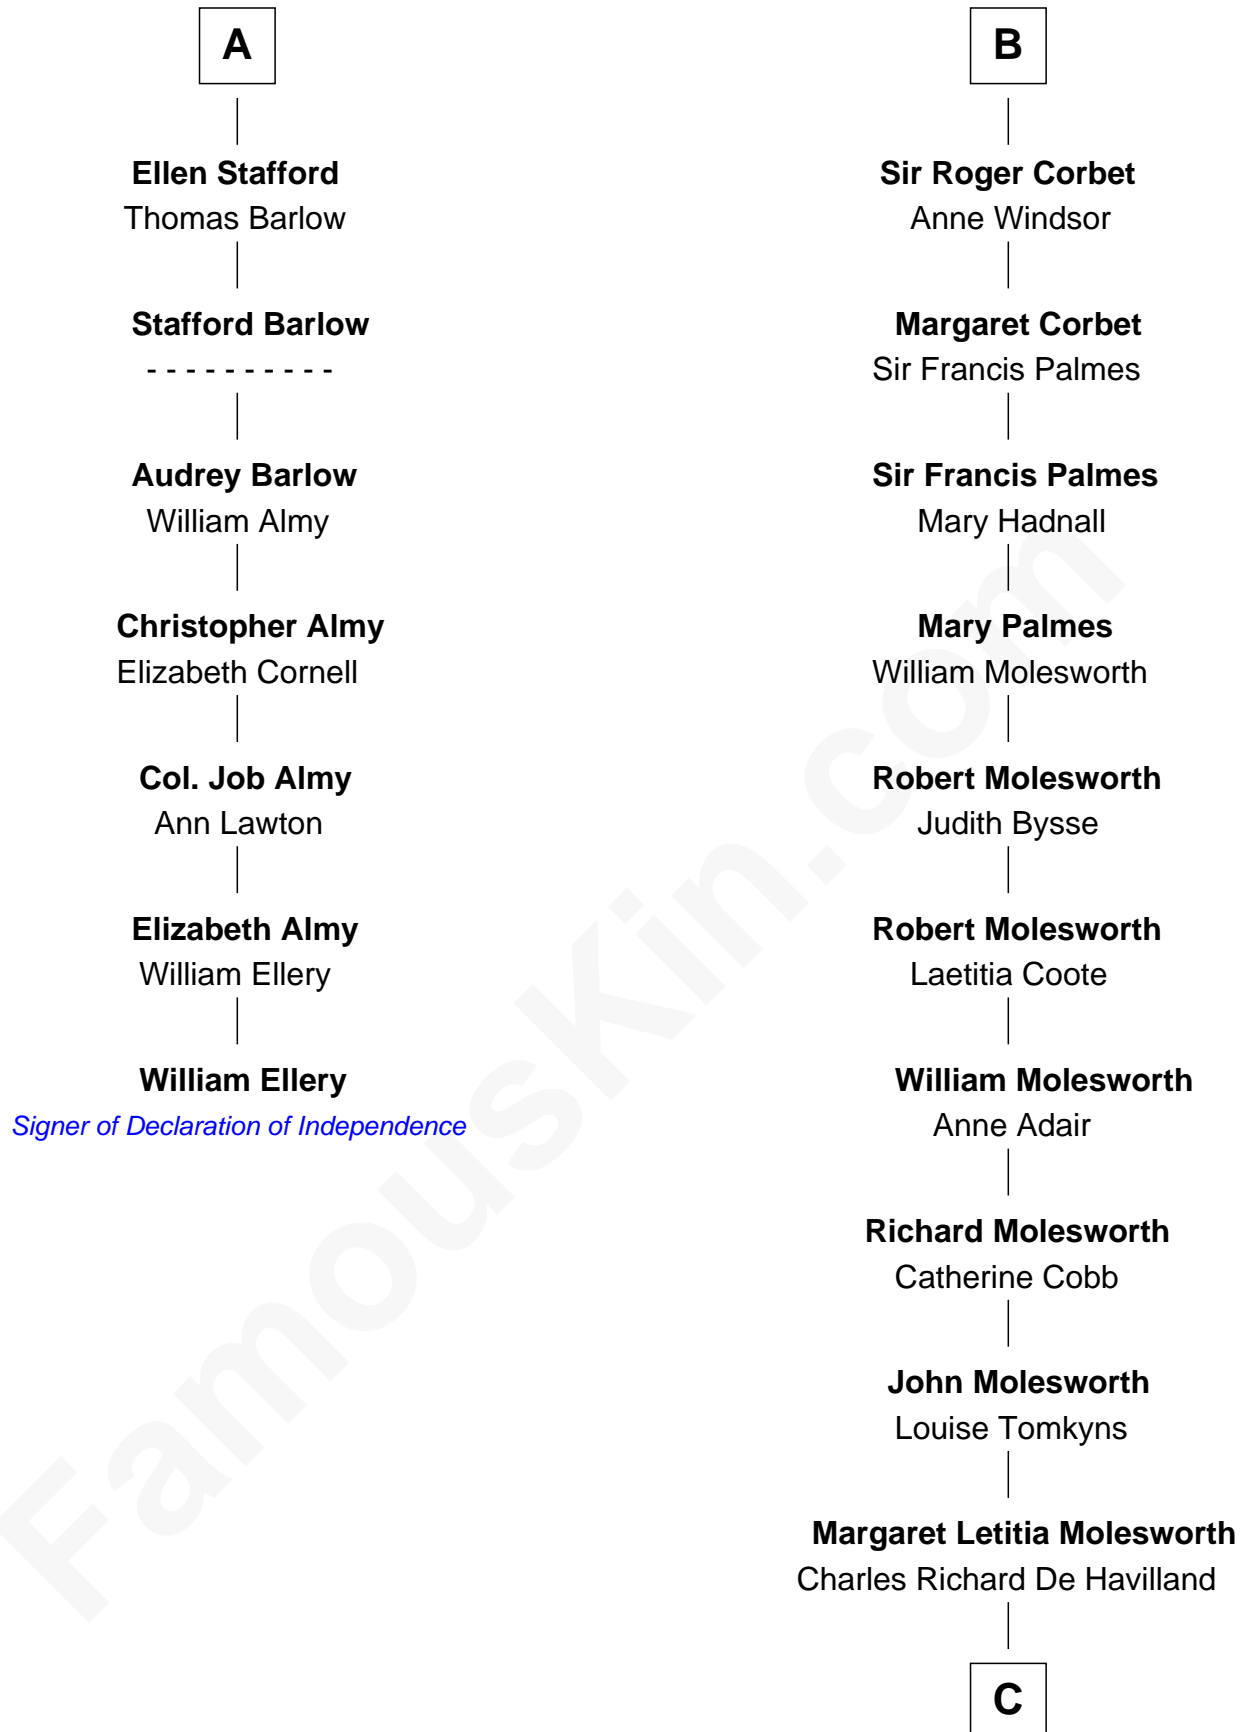 A
Ellen Stafford
Thomas Barlow
Stafford Barlow
- - - - - - - - - -
Audrey Barlow
William Almy
Christopher Almy
Elizabeth Cornell
Col. Job Almy
Ann Lawton
Elizabeth Almy
William Ellery
William Ellery
Signer of Declaration of Independence
B
Sir Roger Corbet
Anne Windsor
Margaret Corbet
Sir Francis Palmes
Sir Francis Palmes
Mary Hadnall
Mary Palmes
William Molesworth
Robert Molesworth
Judith Bysse
Robert Molesworth
Laetitia Coote
William Molesworth
Anne Adair
Richard Molesworth
Catherine Cobb
John Molesworth
Louise Tomkyns
Margaret Letitia Molesworth
Charles Richard De Havilland
C
FamousKin.com